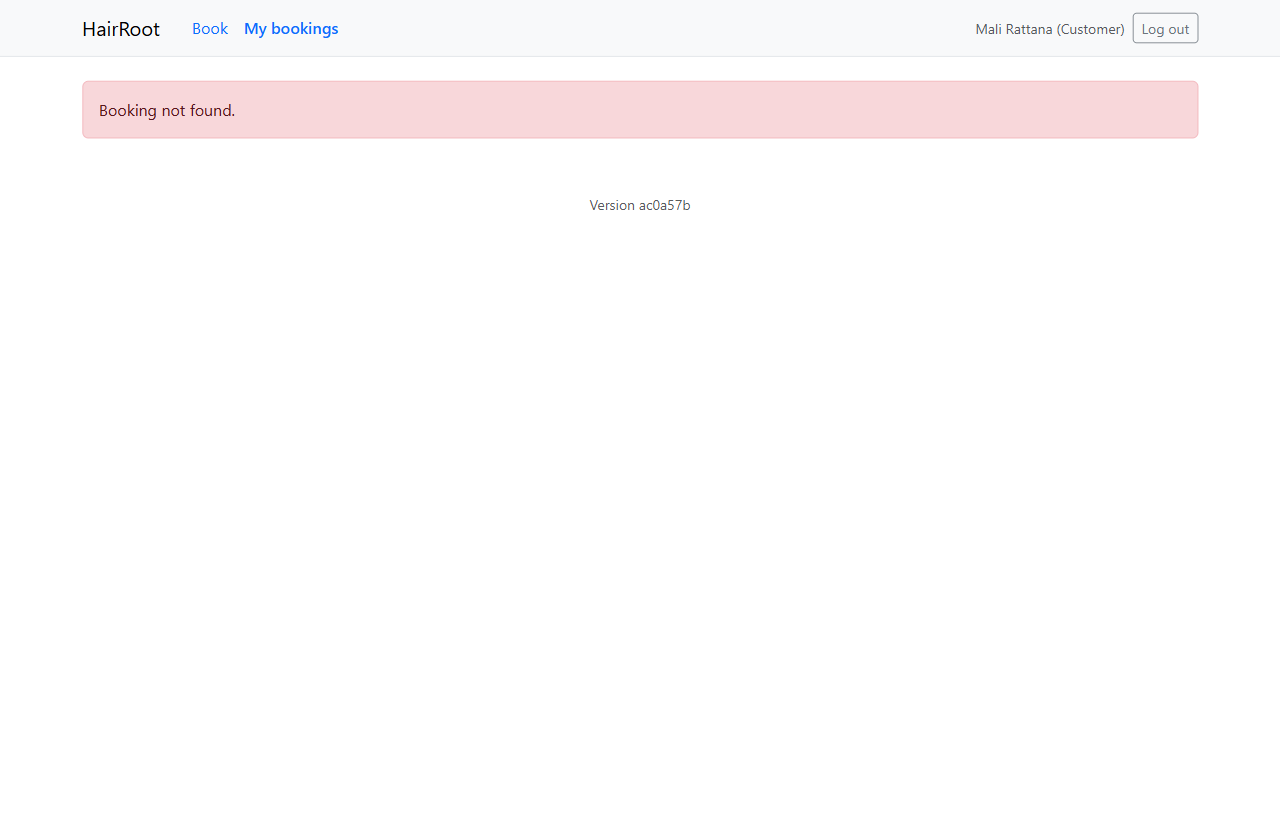 HairRoot Book My bookings Mali Rattana (Customer) Log out
Booking not found.
Version ac0a57b